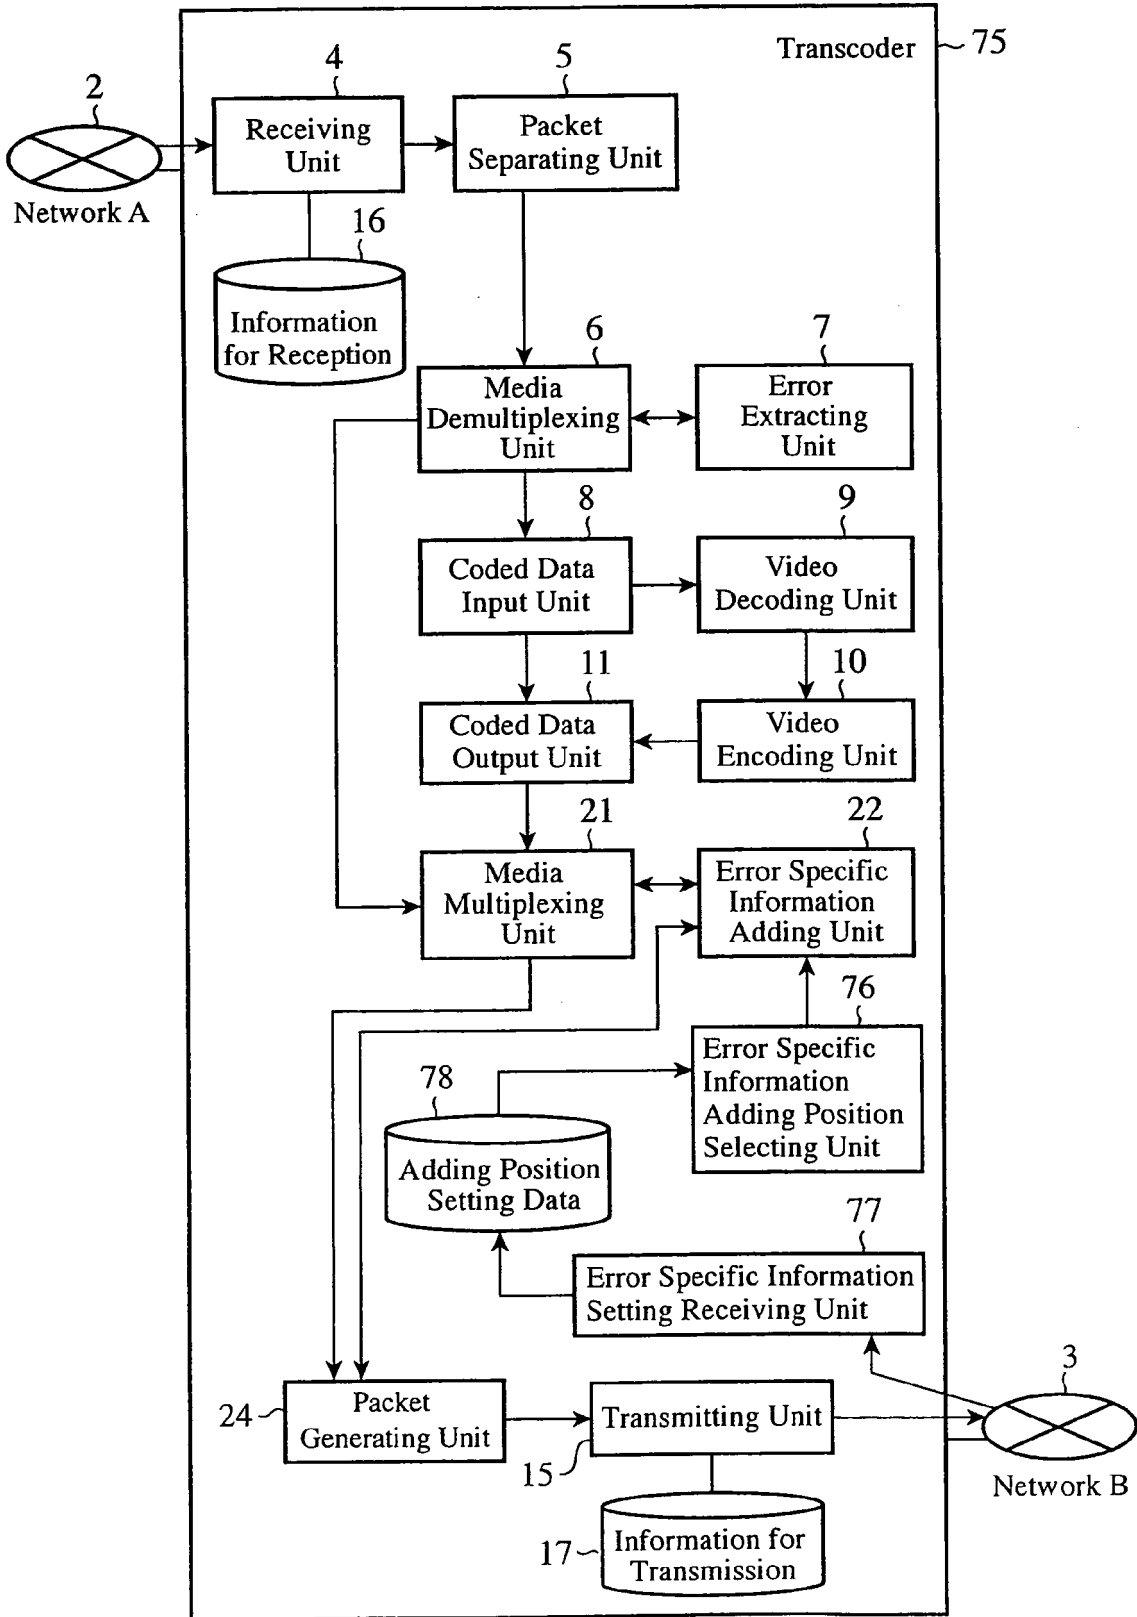 Transcoder
75
2
4
5
Receiving
Unit
Packet
Separating Unit
Network A
16
Information
for Reception
6
7
Media
Demultiplexing
Unit
Error
Extracting
Unit
8
9
Coded Data
Input Unit
Video
Decoding Unit
11
10
Coded Data
Output Unit
Video
Encoding Unit
21
22
Media
Multiplexing
Unit
Error Specific
Information
Adding Unit
76
Error Specific
Information
Adding Position
Selecting Unit
78
Adding Position
Setting Data
77
Error Specific Information
Setting Receiving Unit
3
24
Packet
Generating Unit
Transmitting Unit
15
Network B
17
Information for
Transmission